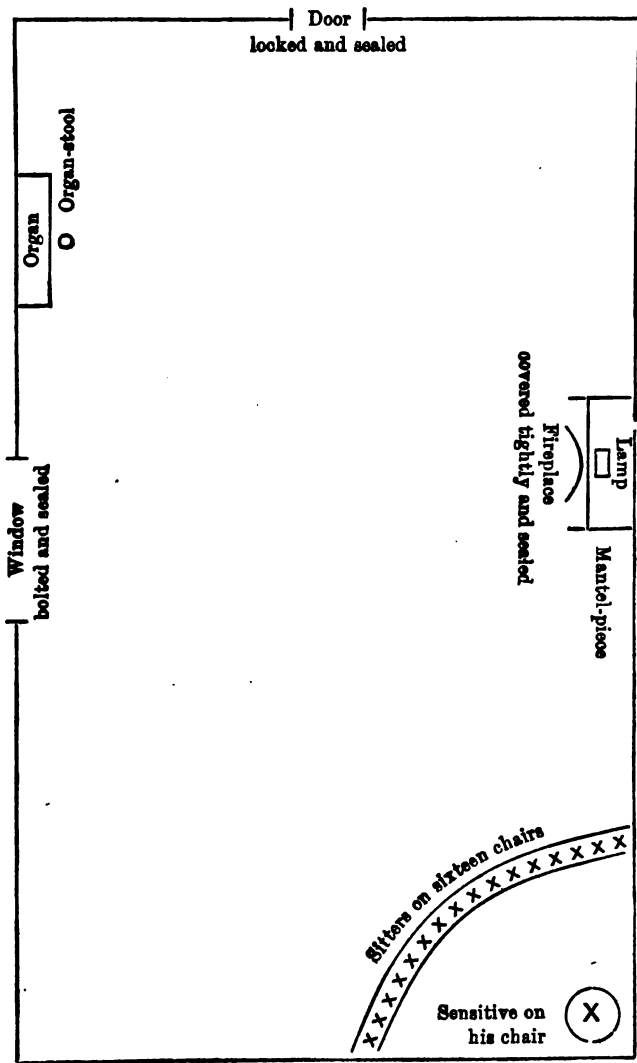 Door
locked and sealed
Organ
Organ-stool
Lamp
Fireplace
covered tightly and sealed
Mantel-piece
Window
bolted and sealed
Sitters on sixteen chairs
X X X X X X X X X X X X X X X X
Sensitive on
his chair
X